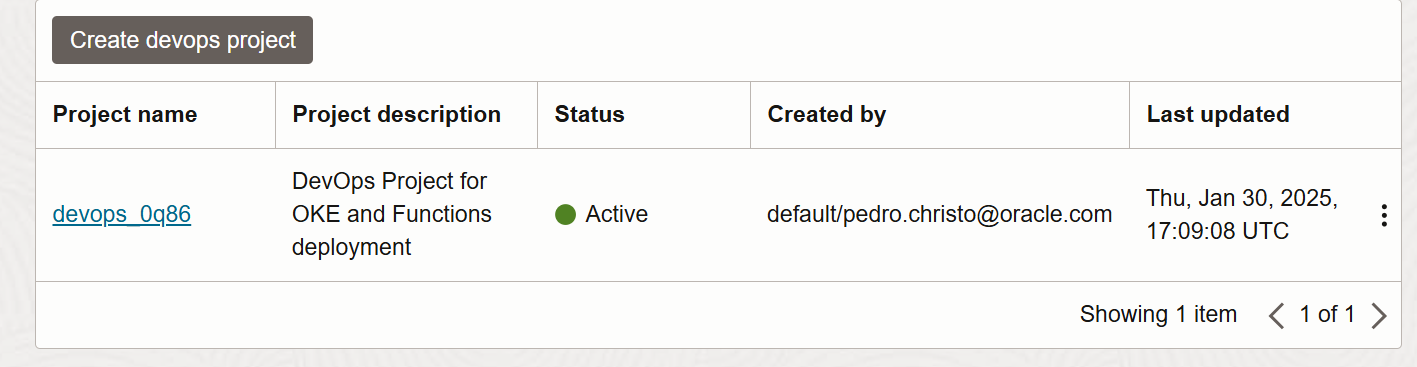 Create devops project
Project name
Project description
Status
Created by
Last updated
devops_0q86
DevOps Project for
OKE and Functions
deployment
Active
default/pedro.christo@oracle.com
Thu, Jan 30, 2025,
17:09:08 UTC
Showing 1 item
1 of 1